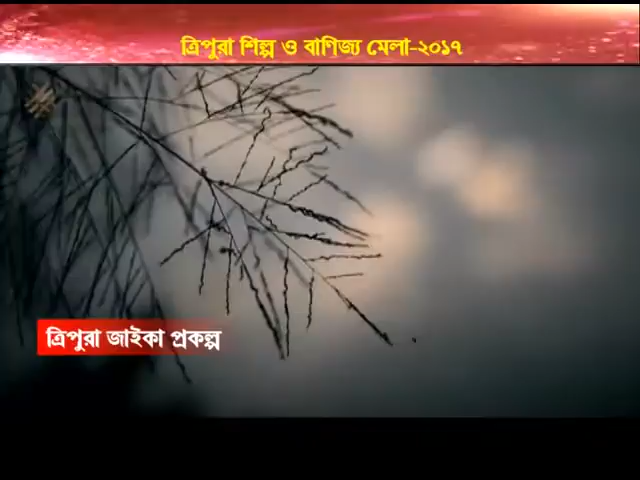 ত্রিপুরা শিল্প ও বাণিজ্য মেলা-২০১৭
ত্রিপুরা জাইকা প্রকল্প